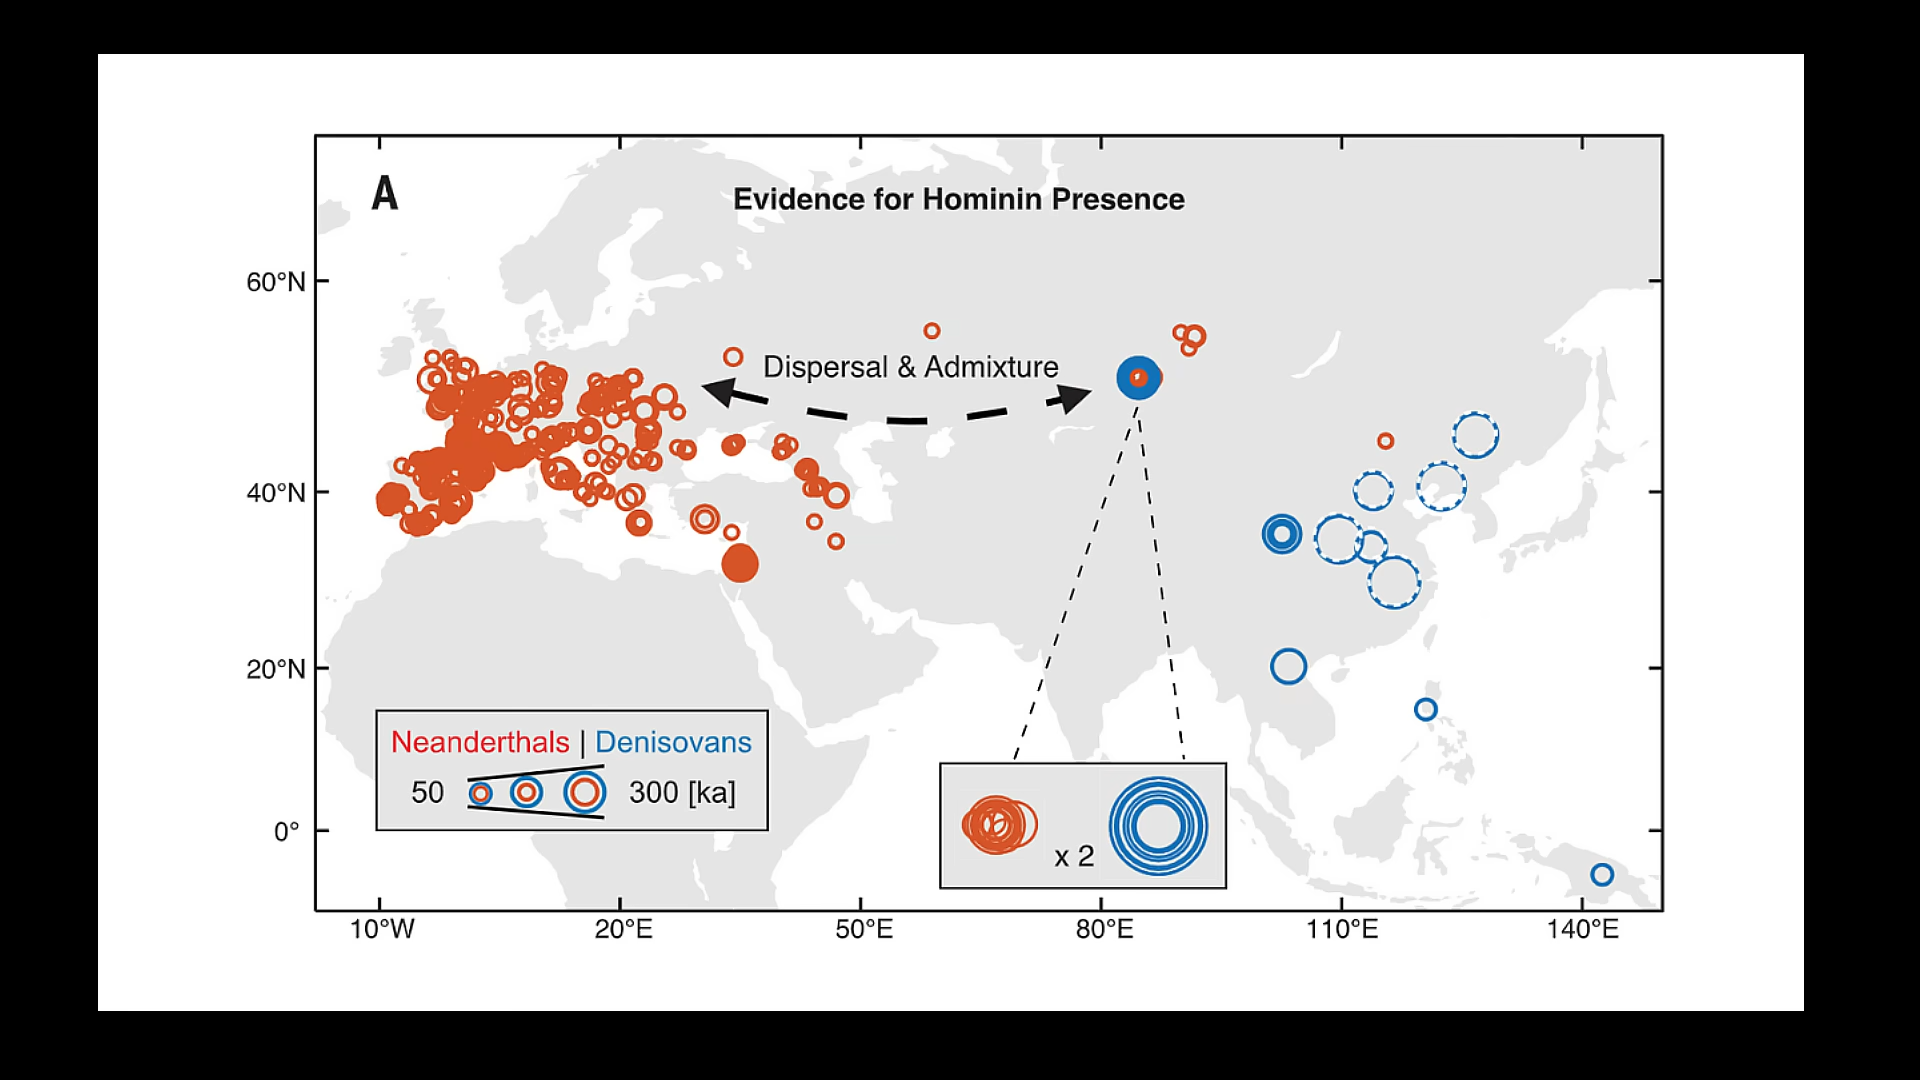 A
Evidence for Hominin Presence
60°N
Dispersal & Admixture
40°N
20°N
Neanderthals | Denisovans
50 300 [ka]
x 2
0°
10°W 20°E 50°E 80°E 110°E 140°E